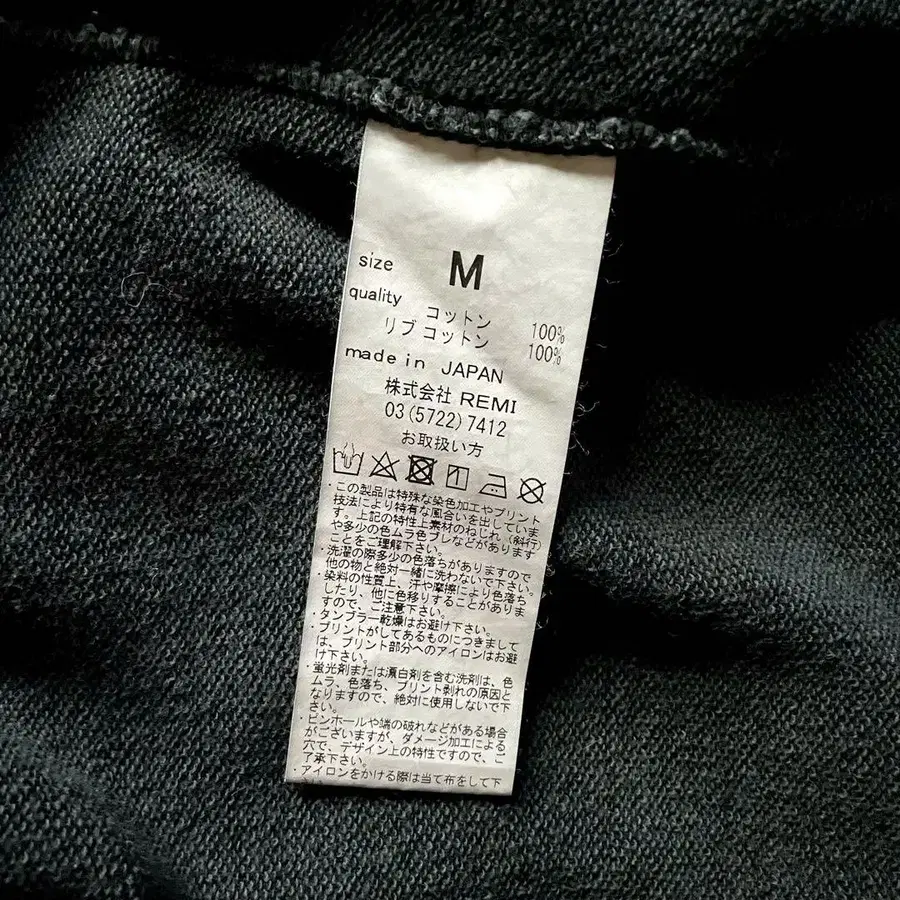 size M
quality
コットン 100%
リブ コットン 100%
made in JAPAN
株式会社 REMI
03(5722)7412
お取扱い方
・この製品は特殊な染色加工やプリント
技法により特有な風合いを出していま
す。上記の特性上素材のねじれ(斜行)
や多少の色ムラ色ブレなどがあります
ことをご理解下さい。
・洗濯の際多少の色落ちがありますので
他の物と絶対一緒に洗わないで下さい。
・染料の性質上、汗や摩擦により色落ち
したり、他に色移りすることがありま
すので、ご注意下さい。
・タンブラー乾燥はお避け下さい。
・プリントがしてあるものにつきまして
は、プリント部分へのアイロンはお避
け下さい。
・蛍光剤または漂白剤を含む洗剤は、色
ムラ、色落ち、プリント剥れの原因と
なりますので、絶対に使用しないで下
さい。
・ピンホールや端の破れなどがある場合
がございますが、ダメージ加工による
穴で、デザイン上の特性ですので、ご
了承下さい。
・アイロンをかける際は当て布をして下